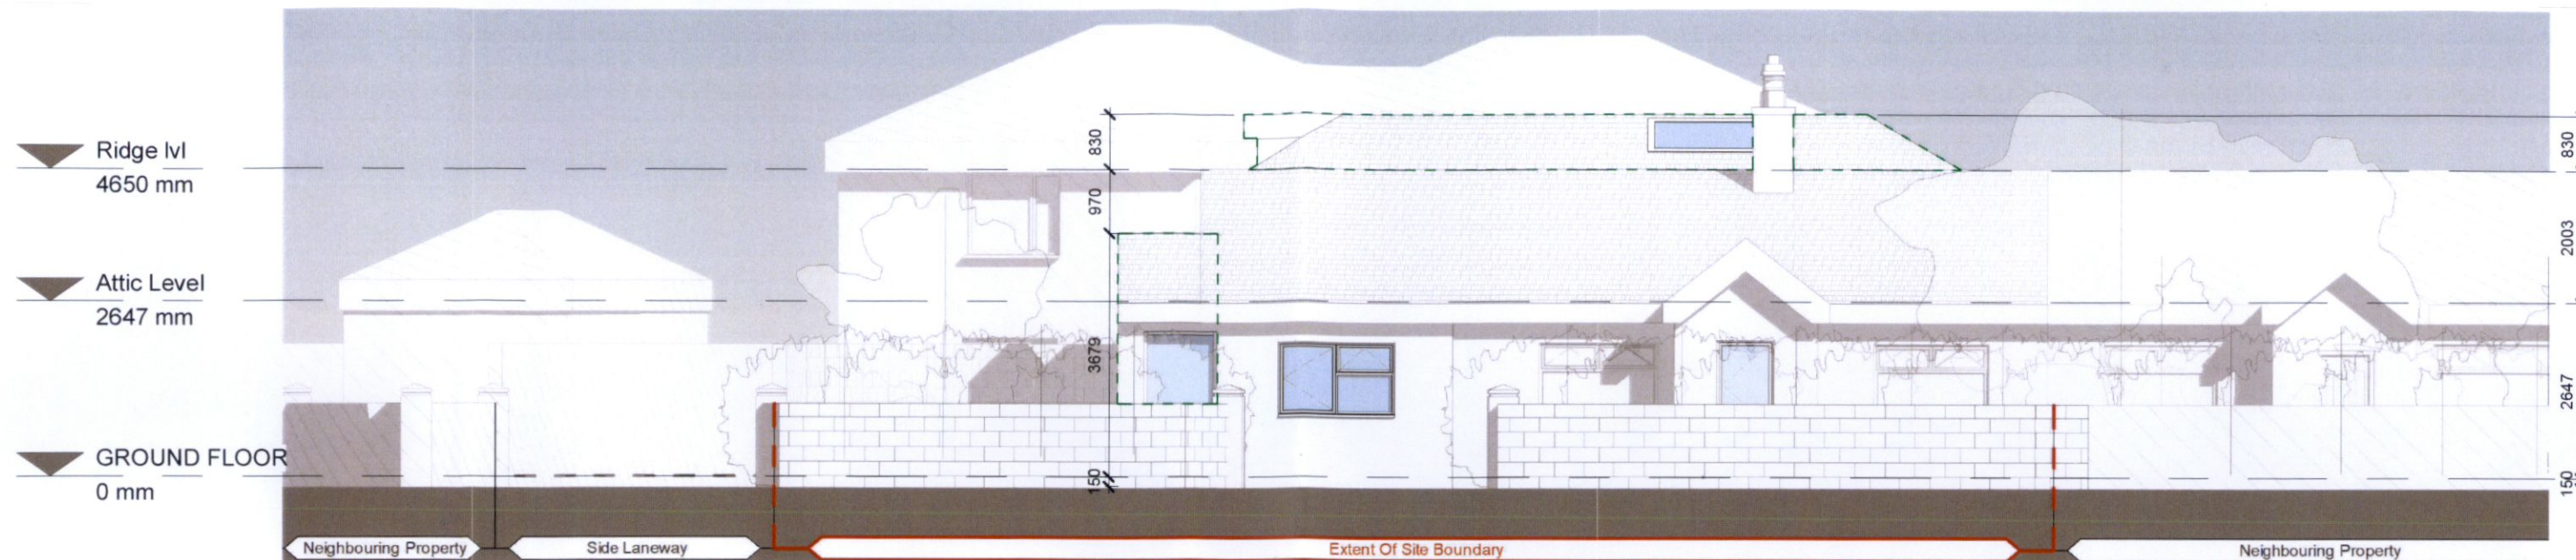 Ridge lvl
4650 mm
Attic Level
2647 mm
GROUND FLOOR
0 mm
830
970
3679
150
830
2003
2647
150
Neighbouring Property
Side Laneway
Extent Of Site Boundary
Neighbouring Property